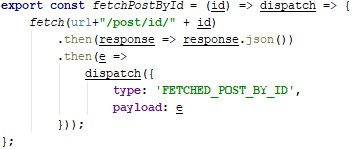 export const fetchPostById = (id) => dispatch => {
    fetch(url+"/post/id/" + id)
        .then(response => response.json())
        .then(e =>
            dispatch({
                type: 'FETCHED_POST_BY_ID',
                payload: e
        }));
};